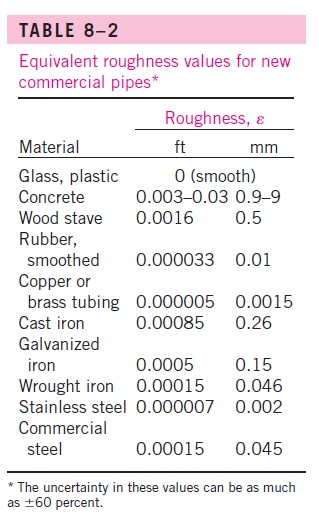 TABLE 8–2
Equivalent roughness values for new
commercial pipes*
Roughness, ε
Material ft mm
Glass, plastic 0 (smooth)
Concrete 0.003–0.03 0.9–9
Wood stave 0.0016 0.5
Rubber,
smoothed 0.000033 0.01
Copper or
brass tubing 0.000005 0.0015
Cast iron 0.00085 0.26
Galvanized
iron 0.0005 0.15
Wrought iron 0.00015 0.046
Stainless steel 0.000007 0.002
Commercial
steel 0.00015 0.045
* The uncertainty in these values can be as much
as ±60 percent.